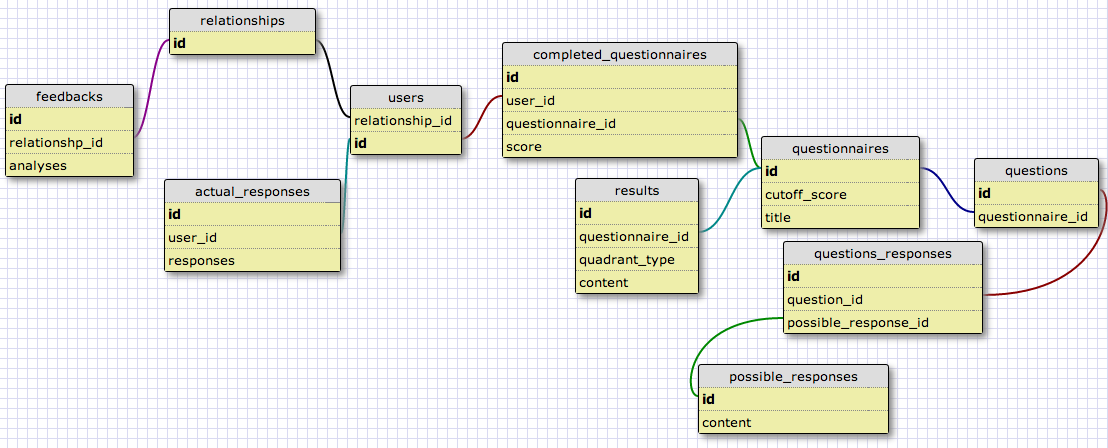 relationships
id
feedbacks
id
relationshp_id
analyses
users
relationship_id
id
actual_responses
id
user_id
responses
completed_questionnaires
id
user_id
questionnaire_id
score
results
id
questionnaire_id
quadrant_type
content
questionnaires
id
cutoff_score
title
questions
id
questionnaire_id
questions_responses
id
question_id
possible_response_id
possible_responses
id
content